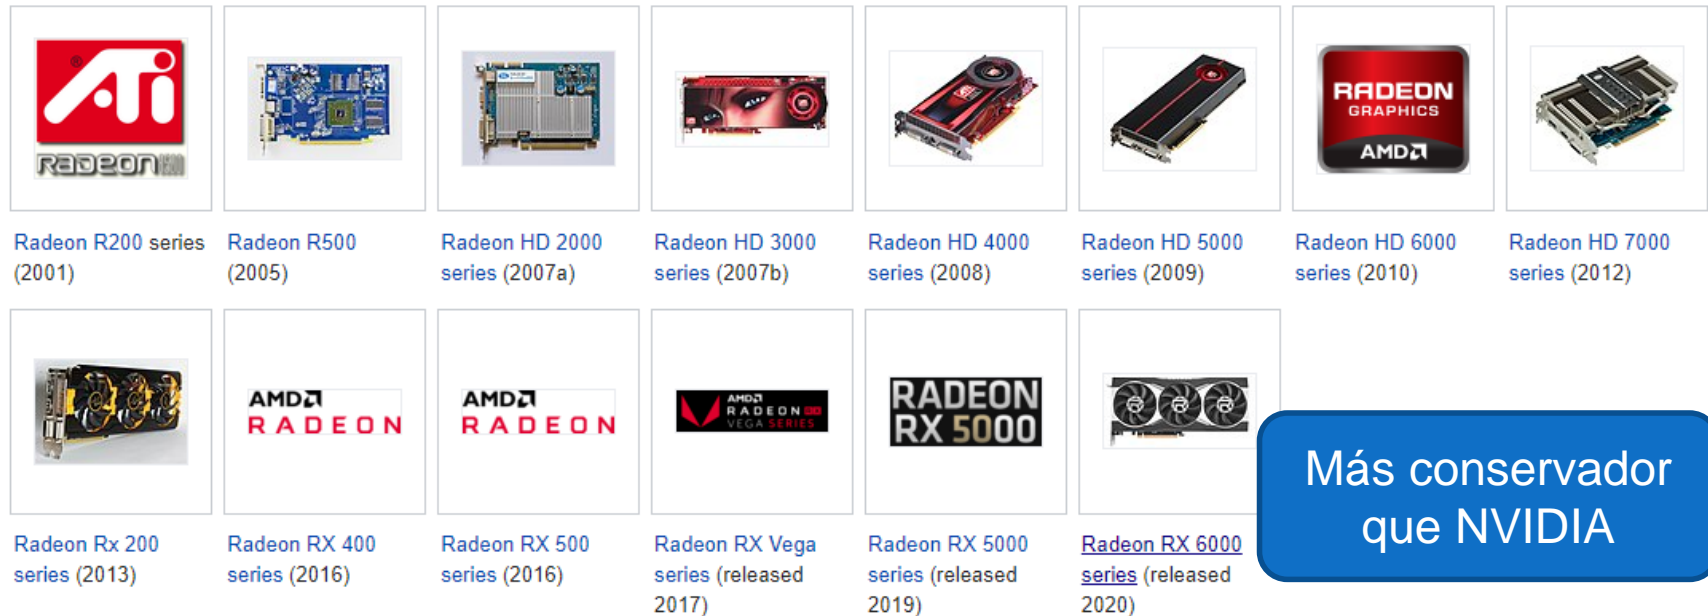 ATi
RADEON
Radeon R200 series
(2001)
Radeon R500
(2005)
Radeon HD 2000
series (2007a)
Radeon HD 3000
series (2007b)
Radeon HD 4000
series (2008)
Radeon HD 5000
series (2009)
RADEON
GRAPHICS
AMD
Radeon HD 6000
series (2010)
Radeon HD 7000
series (2012)
Radeon Rx 200
series (2013)
AMD
RADEON
Radeon RX 400
series (2016)
AMD
RADEON
Radeon RX 500
series (2016)
AMD
RADEON RX
VEGA SERIES
Radeon RX Vega
series (released
2017)
RADEON
RX 5000
Radeon RX 5000
series (released
2019)
R R R
Radeon RX 6000
series (released
2020)
Más conservador
que NVIDIA